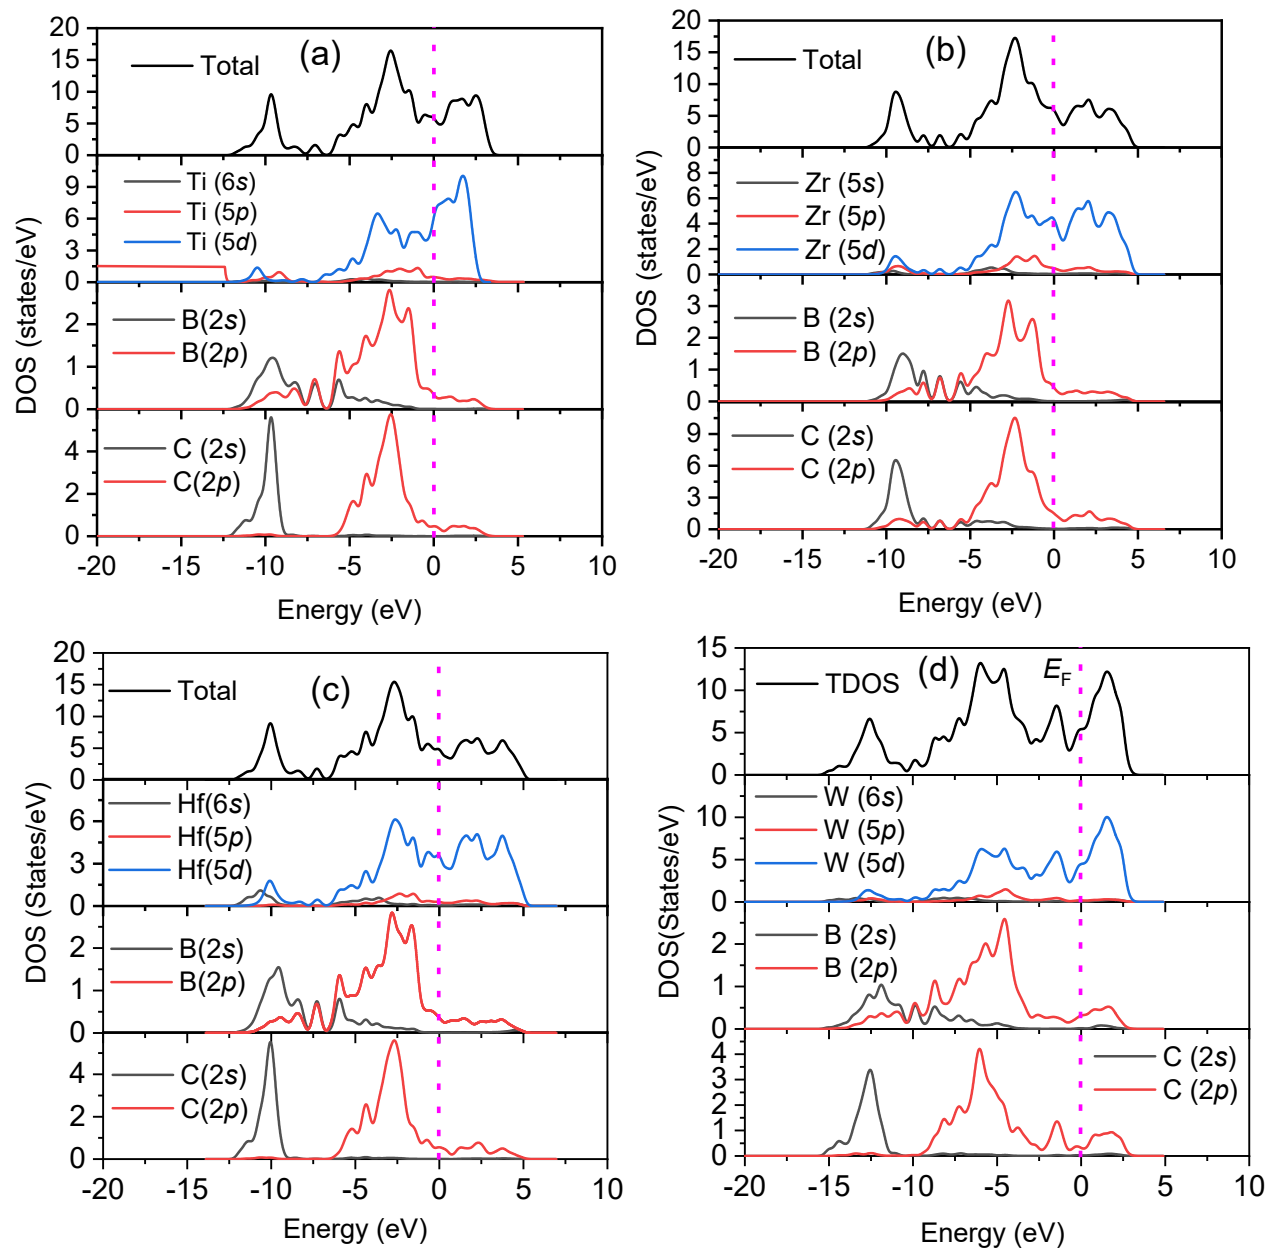 (a)
Total
20
15
10
5
0
Ti (6s)
Ti (5p)
Ti (5d)
9
6
3
0
B(2s)
B(2p)
2
1
0
C (2s)
C(2p)
4
2
0
DOS (states/eV)
-20 -15 -10 -5 0 5 10
Energy (eV)
(b)
Total
20
15
10
5
0
Zr (5s)
Zr (5p)
Zr (5d)
8
6
4
2
0
B (2s)
B (2p)
3
2
1
0
C (2s)
C (2p)
9
6
3
0
DOS (states/eV)
-20 -15 -10 -5 0 5 10
Energy (eV)
(c)
Total
20
15
10
5
0
Hf(6s)
Hf(5p)
Hf(5d)
6
3
0
B(2s)
B(2p)
2
1
0
C(2s)
C(2p)
4
2
0
DOS (States/eV)
-20 -15 -10 -5 0 5 10
Energy (eV)
(d)
EF
TDOS
15
10
5
0
W (6s)
W (5p)
W (5d)
10
5
0
B (2s)
B (2p)
2
1
0
C (2s)
C (2p)
4
3
2
1
0
DOS(States/eV)
-20 -15 -10 -5 0 5 10
Energy (eV)